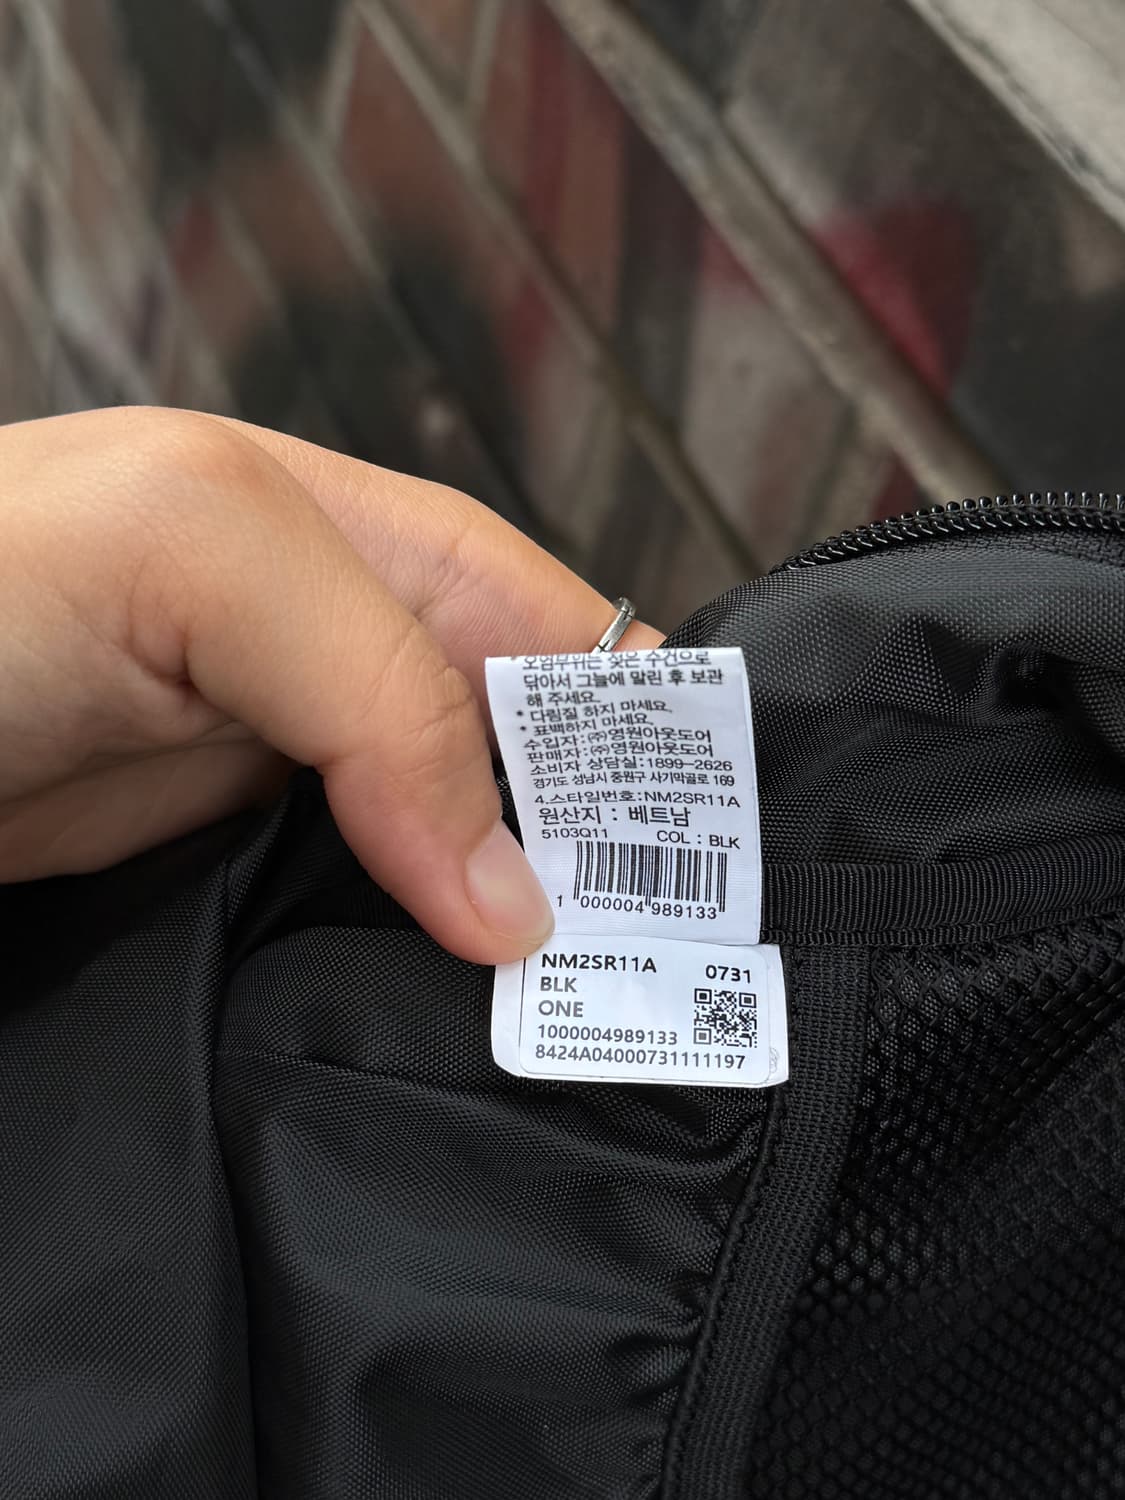 * 오염부위는 젖은 수건으로
닦아서 그늘에 말린 후 보관
해 주세요.
* 다림질 하지 마세요.
* 표백하지 마세요.
수입자:㈜영원아웃도어
판매자:㈜영원아웃도어
소비자 상담실:1899-2626
경기도 성남시 중원구 사기막골로 169
4.스타일번호:NM2SR11A
원산지 : 베트남
5103Q11 COL : BLK
1 000004 989133
NM2SR11A 0731
BLK
ONE
1000004989133
8424A04000731111197